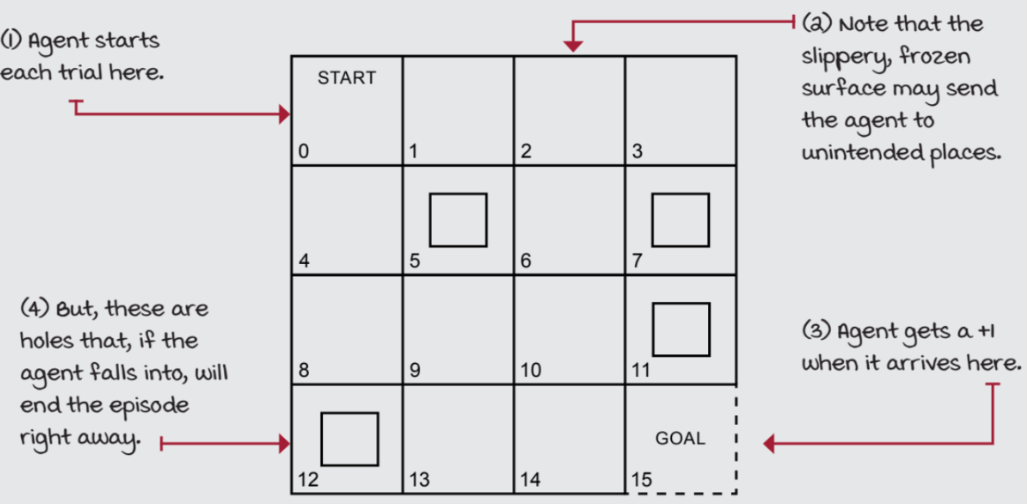 (1) Agent starts
each trial here.
(2) Note that the
slippery, frozen
surface may send
the agent to
unintended places.
START
0
1
2
3
4
5
6
7
(4) But, these are
holes that, if the
agent falls into, will
end the episode
right away.
8
9
10
11
(3) Agent gets a +1
when it arrives here.
GOAL
12
13
14
15